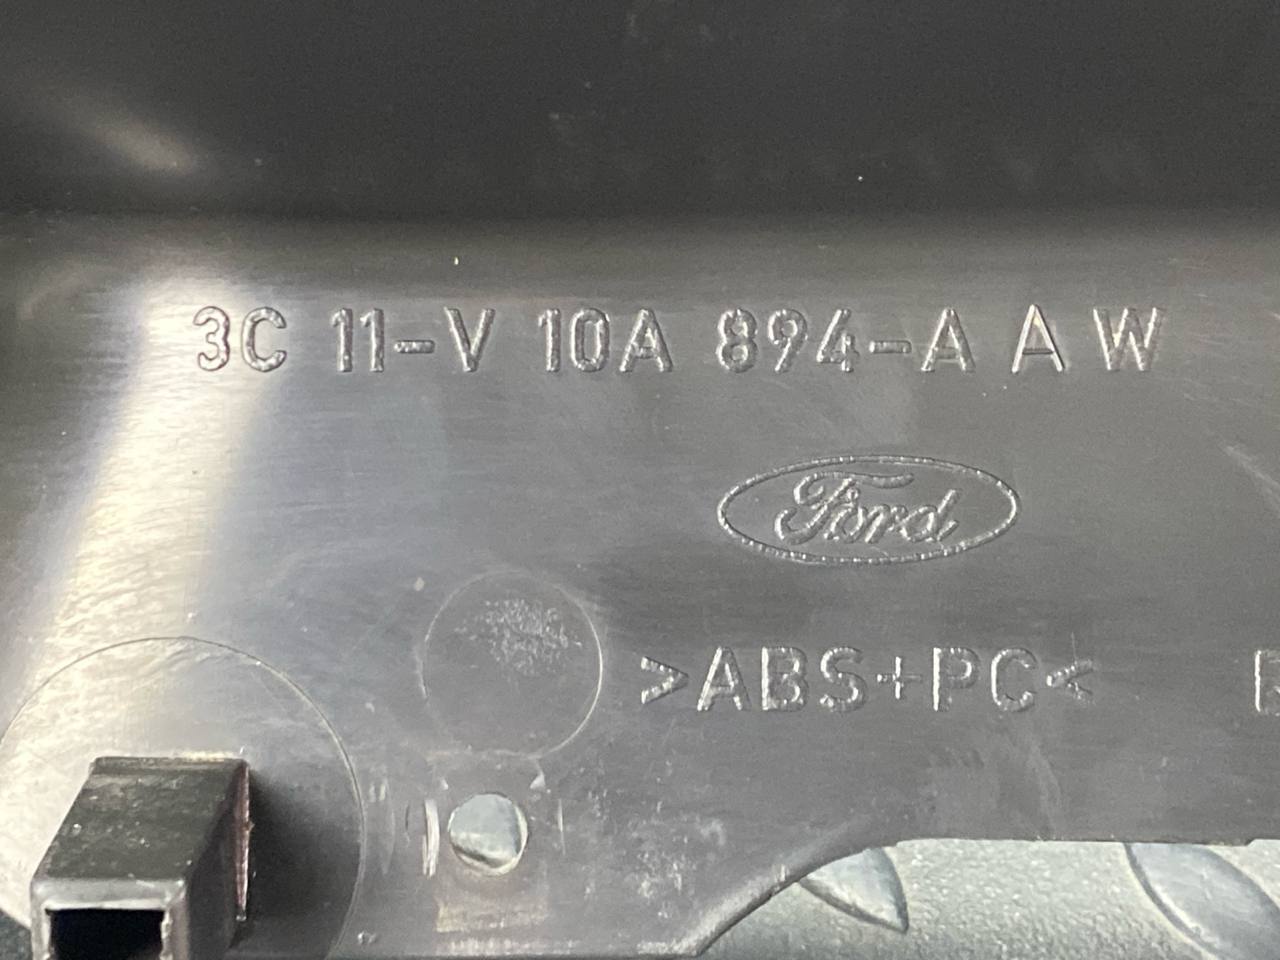 3C 11-V 10A 894-A A W
Ford
>ABS+PC<